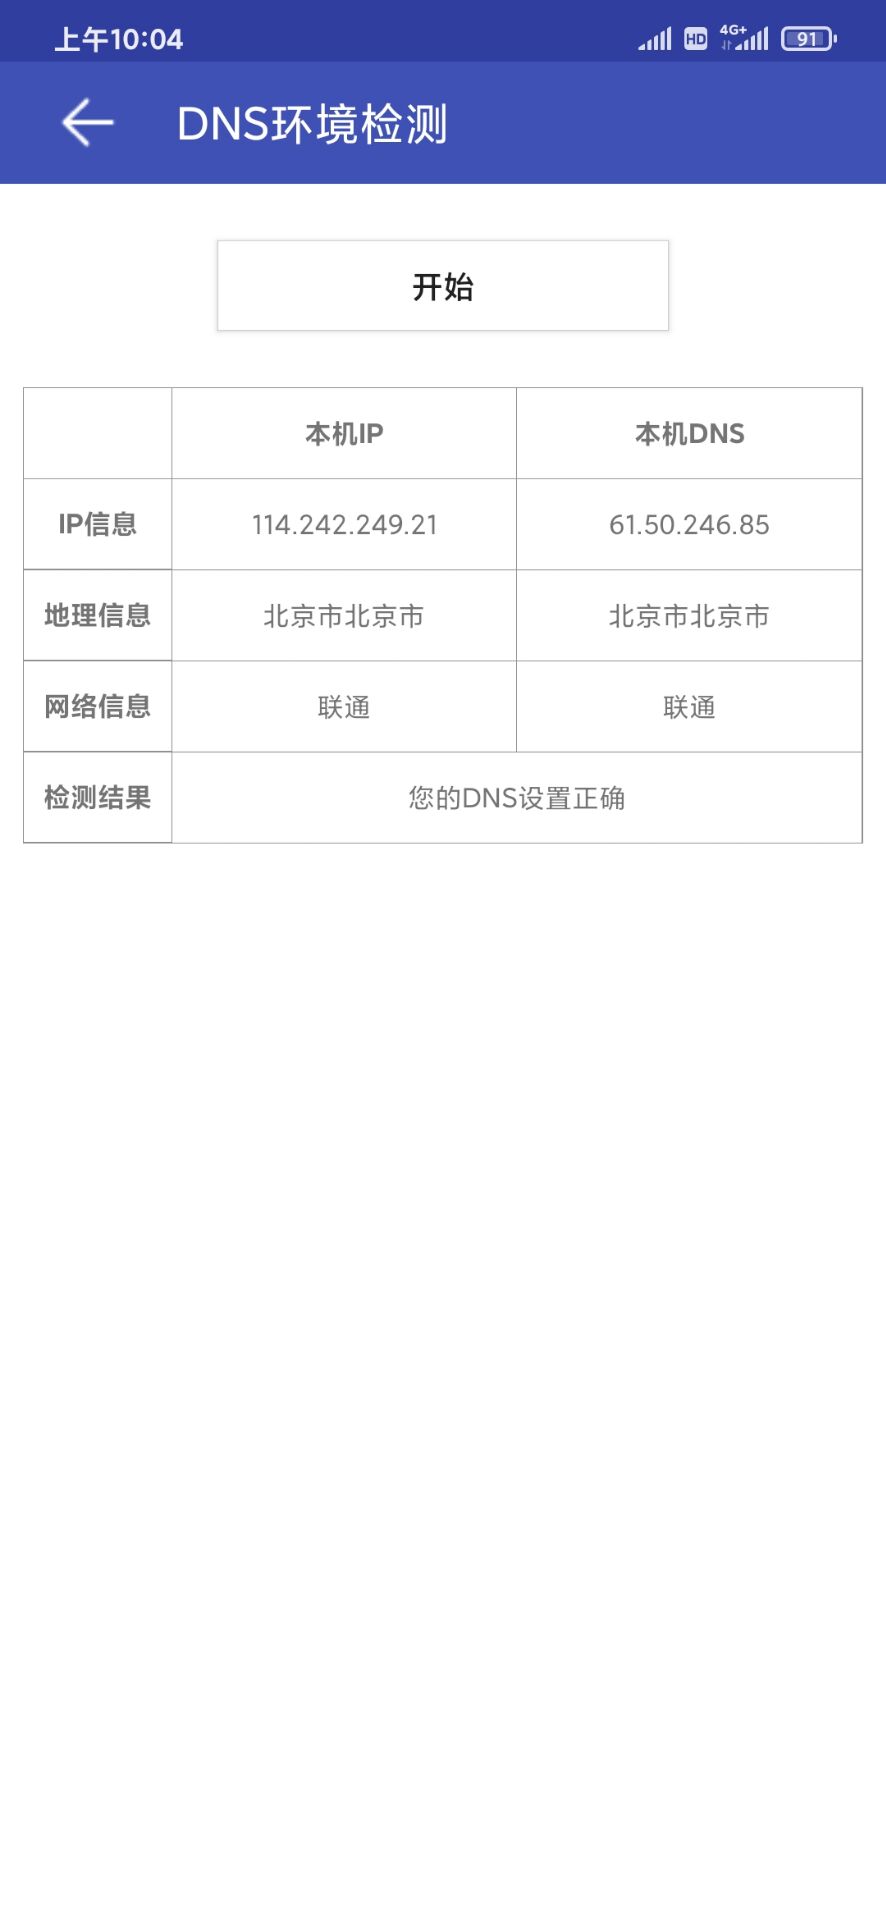 上午10:04
HD
4G+
91
DNS环境检测
开始
本机IP 本机DNS
IP信息 114.242.249.21 61.50.246.85
地理信息 北京市北京市 北京市北京市
网络信息 联通 联通
检测结果 您的DNS设置正确